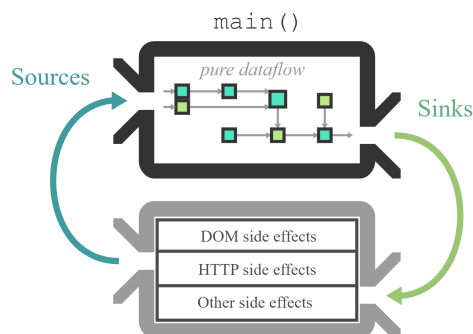 main()
Sources
pure dataflow
Sinks
DOM side effects
HTTP side effects
Other side effects